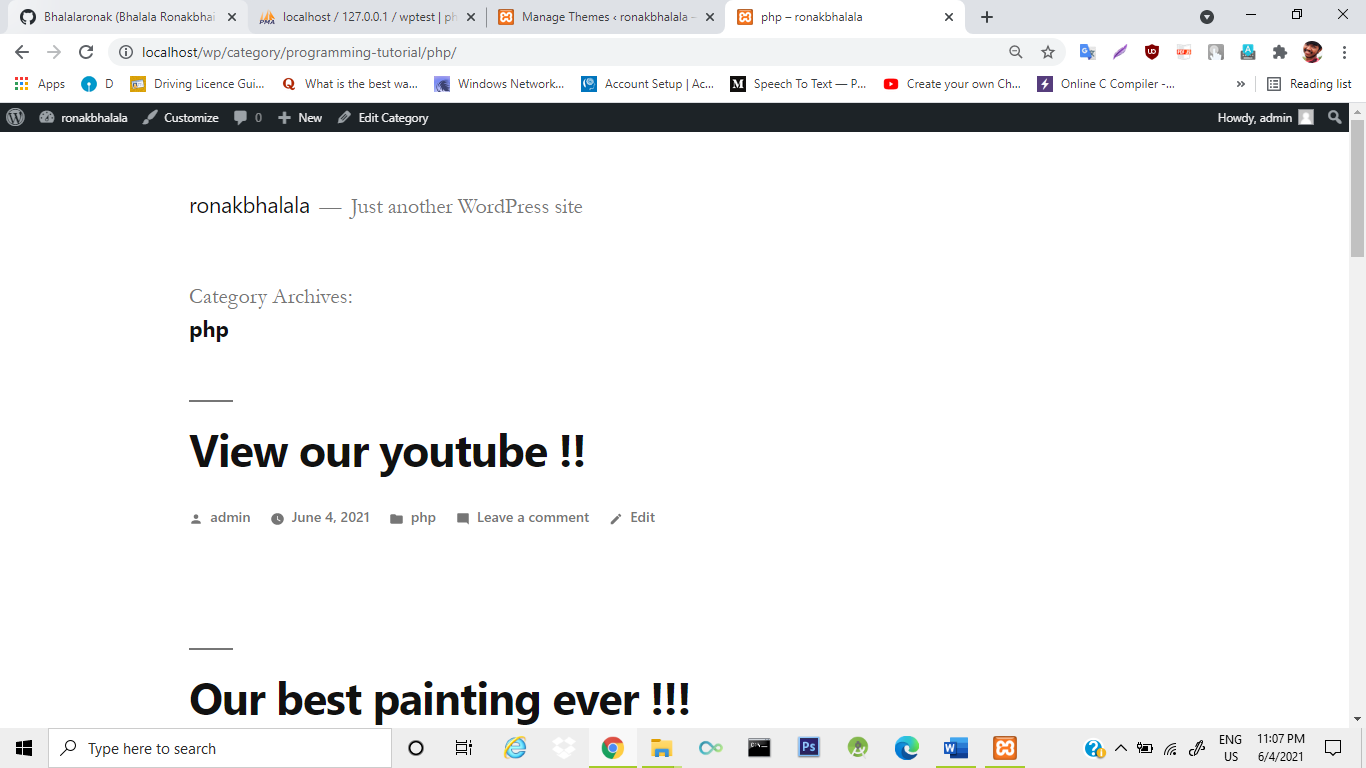 Bhalalaronak (Bhalala Ronakbhai
localhost / 127.0.0.1 / wptest | ph
Manage Themes ‹ ronakbhalala –
php – ronakbhalala
localhost/wp/category/programming-tutorial/php/
Apps
D
Driving Licence Gui...
What is the best wa...
Windows Network...
Account Setup | Ac...
Speech To Text — P...
Create your own Ch...
Online C Compiler -...
»
Reading list
ronakbhalala
Customize
0
New
Edit Category
Howdy, admin
ronakbhalala — Just another WordPress site
Category Archives:
php
View our youtube !!
admin June 4, 2021 php Leave a comment Edit
Our best painting ever !!!
Type here to search
ENG
US
11:07 PM
6/4/2021